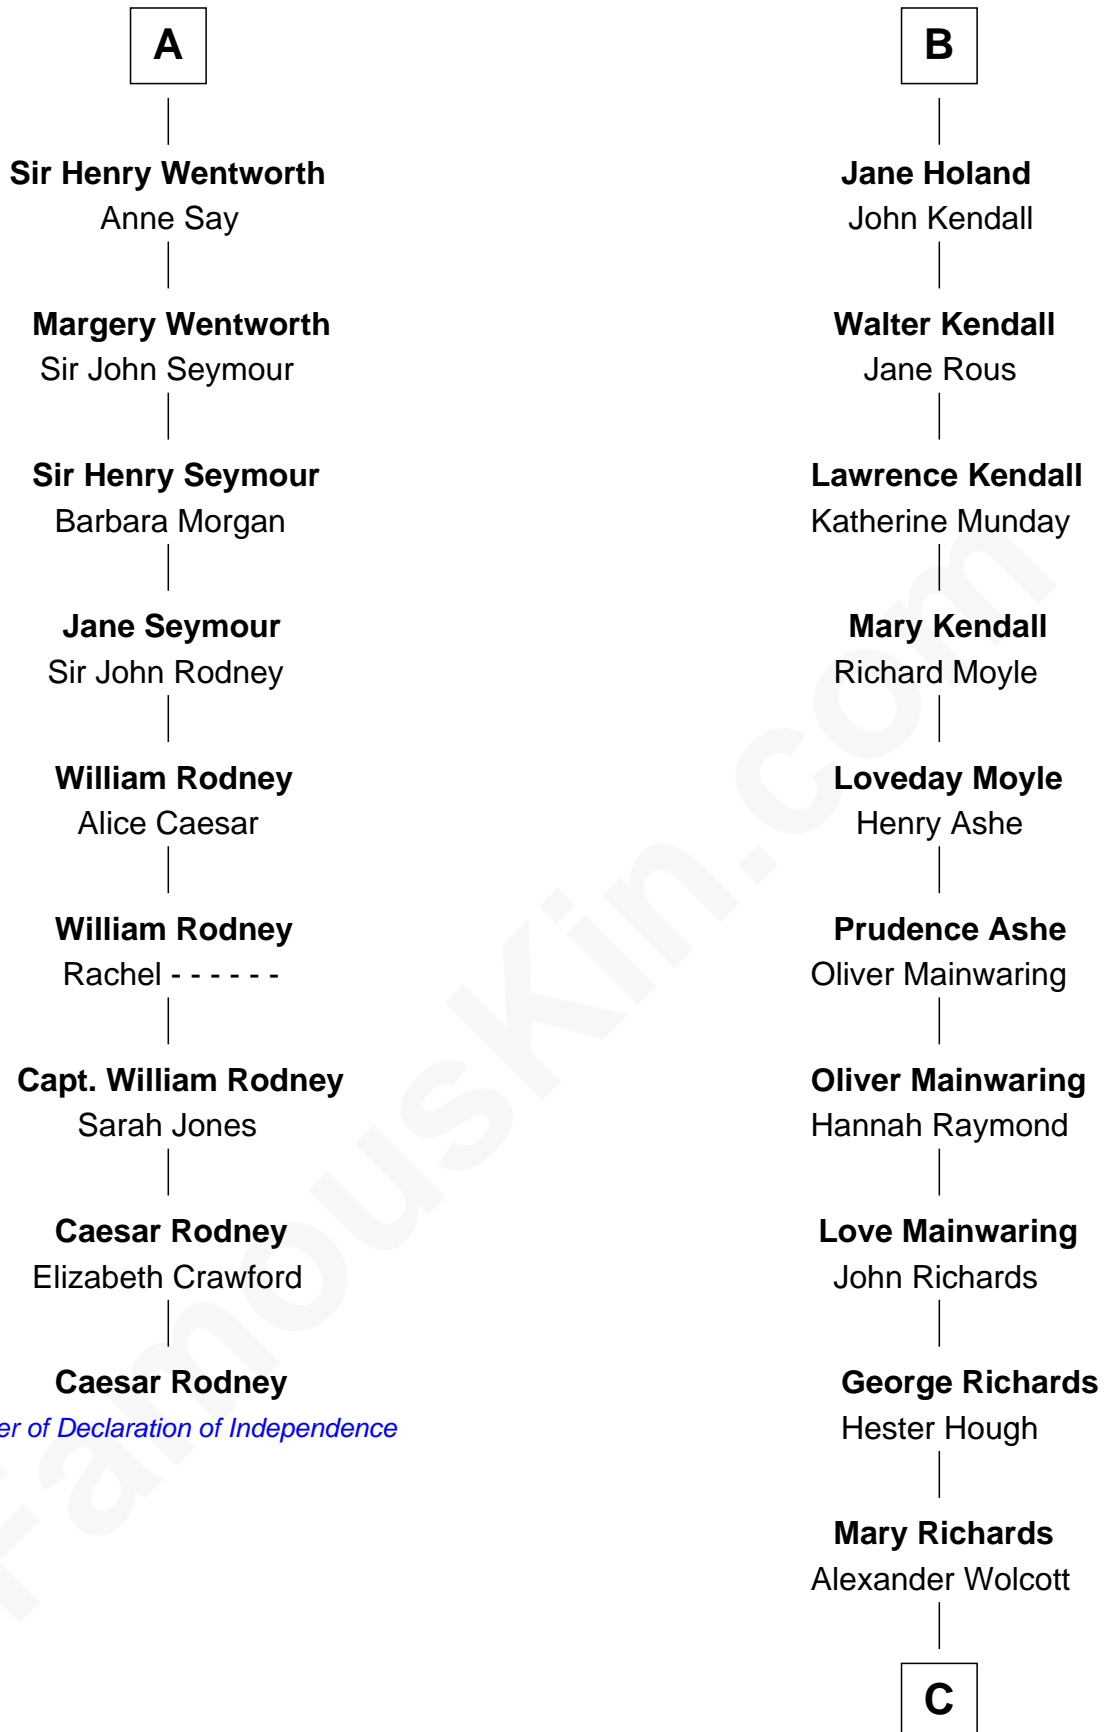 A
Sir Henry Wentworth
Anne Say
Margery Wentworth
Sir John Seymour
Sir Henry Seymour
Barbara Morgan
Jane Seymour
Sir John Rodney
William Rodney
Alice Caesar
William Rodney
Rachel - - - - - -
Capt. William Rodney
Sarah Jones
Caesar Rodney
Elizabeth Crawford
Caesar Rodney
er of Declaration of Independence
B
Jane Holand
John Kendall
Walter Kendall
Jane Rous
Lawrence Kendall
Katherine Munday
Mary Kendall
Richard Moyle
Loveday Moyle
Henry Ashe
Prudence Ashe
Oliver Mainwaring
Oliver Mainwaring
Hannah Raymond
Love Mainwaring
John Richards
George Richards
Hester Hough
Mary Richards
Alexander Wolcott
C
FamousKin.com